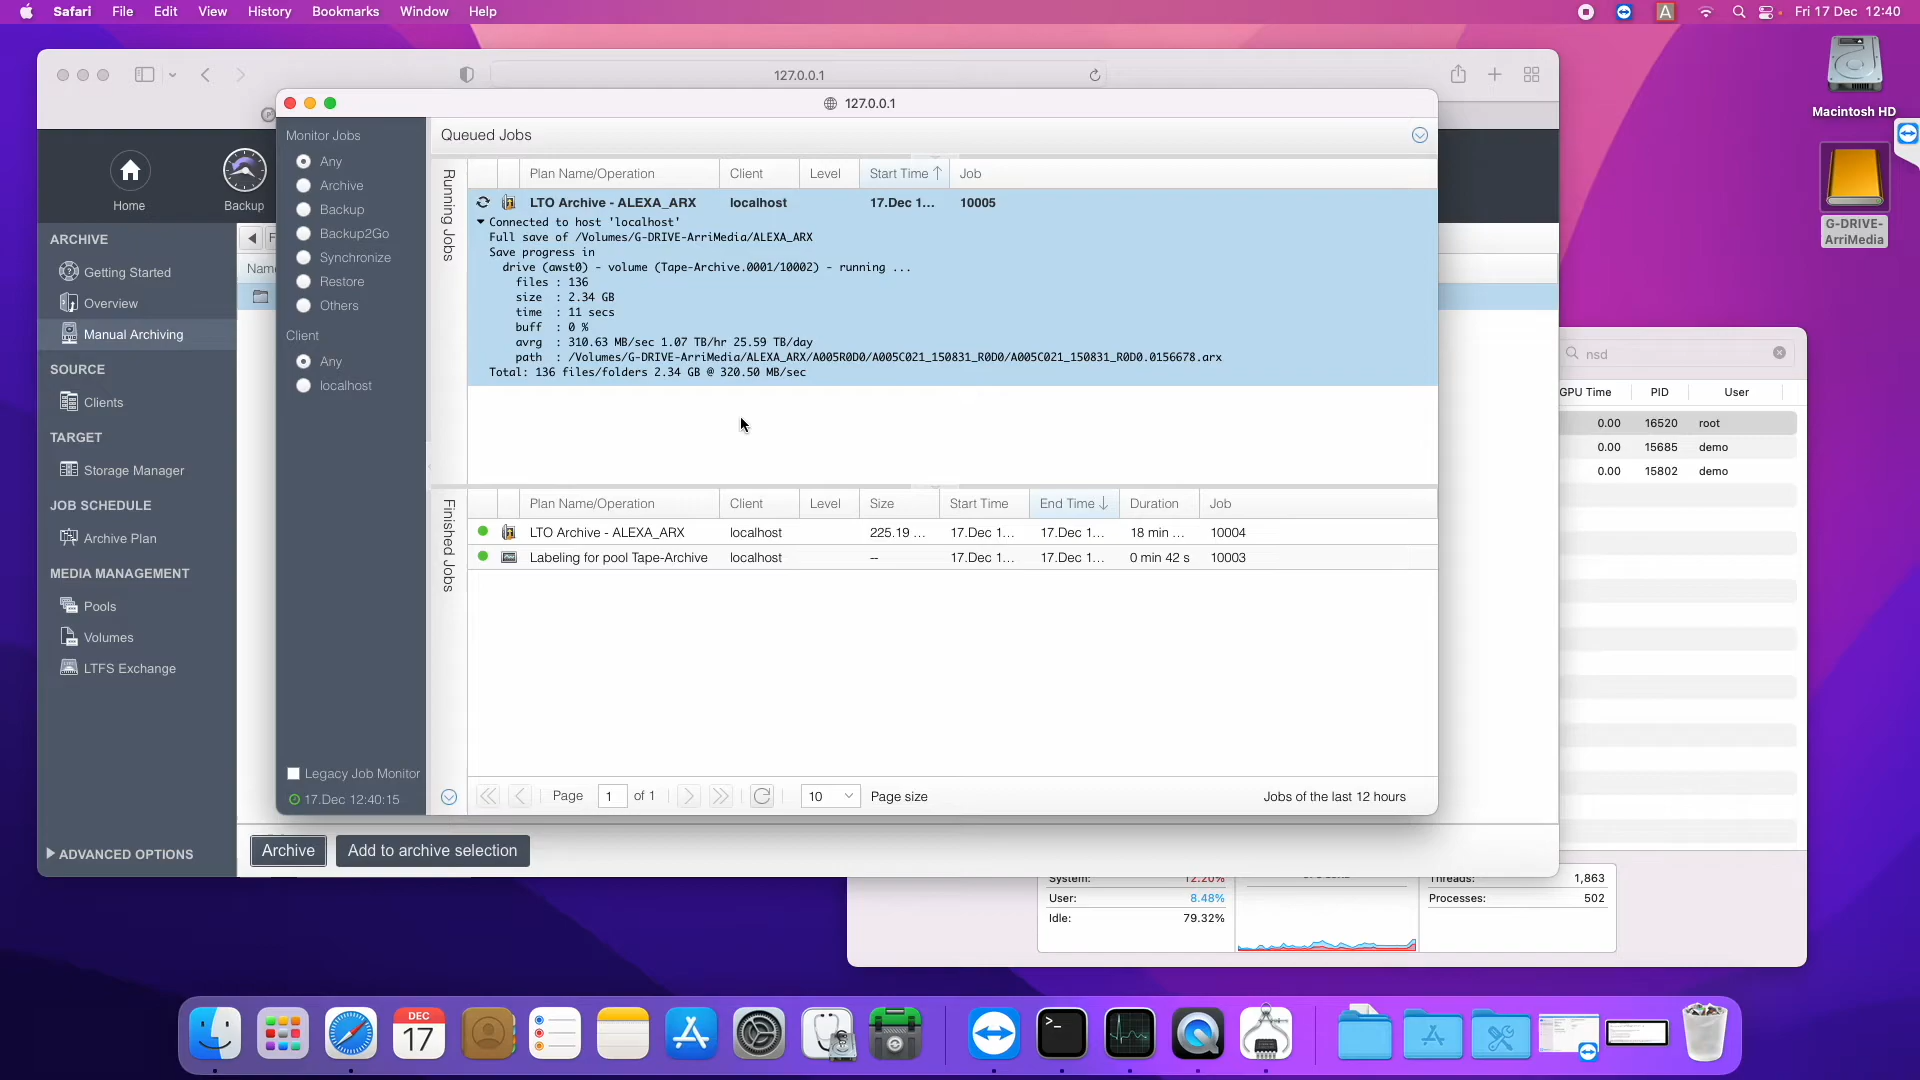 Safari File Edit View History Bookmarks Window Help
A
Fri 17 Dec 12:40
127.0.0.1
127.0.0.1
Macintosh HD
G-DRIVE-
ArriMedia
Home
Backup
ARCHIVE
Getting Started
Overview
Manual Archiving
SOURCE
Clients
TARGET
Storage Manager
JOB SCHEDULE
Archive Plan
MEDIA MANAGEMENT
Pools
Volumes
LTFS Exchange
ADVANCED OPTIONS
Monitor Jobs
Any
Archive
Backup
Backup2Go
Synchronize
Restore
Others
Client
Any
localhost
Legacy Job Monitor
17.Dec 12:40:15
Queued Jobs
Running Jobs
Plan Name/Operation Client Level Start Time Job
LTO Archive - ALEXA_ARX localhost 17.Dec 1... 10005
Connected to host 'localhost'
Full save of /Volumes/G-DRIVE-ArriMedia/ALEXA_ARX
Save progress in
drive (awst0) - volume (Tape-Archive.0001/10002) - running ...
files : 136
size : 2.34 GB
time : 11 secs
buff : 0 %
avrg : 310.63 MB/sec 1.07 TB/hr 25.59 TB/day
path : /Volumes/G-DRIVE-ArriMedia/ALEXA_ARX/A005R0D0/A005C021_150831_R0D0/A005C021_150831_R0D0.0156678.arx
Total: 136 files/folders 2.34 GB @ 320.50 MB/sec
Finished Jobs
Plan Name/Operation Client Level Size Start Time End Time Duration Job
LTO Archive - ALEXA_ARX localhost 225.19 ... 17.Dec 1... 17.Dec 1... 18 min ... 10004
Labeling for pool Tape-Archive localhost -- 17.Dec 1... 17.Dec 1... 0 min 42 s 10003
Page 1 of 1 10 Page size Jobs of the last 12 hours
Archive Add to archive selection
nsd
GPU Time PID User
0.00 16520 root
0.00 15685 demo
0.00 15802 demo
System: 12.20%
User: 8.48%
Idle: 79.32%
Threads: 1,863
Processes: 502
DEC
17